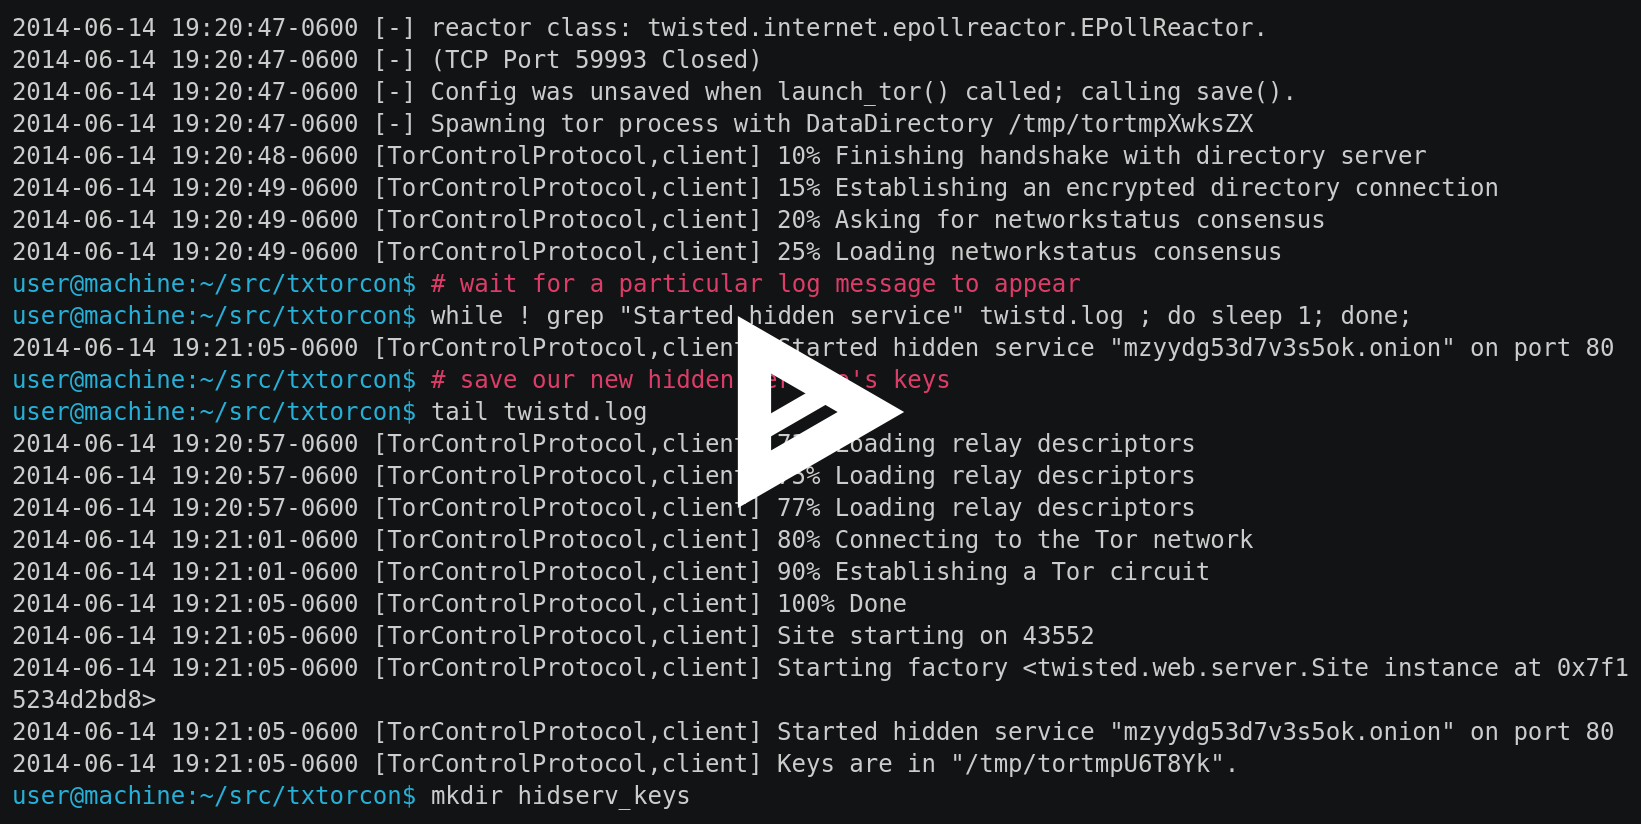 2014-06-14 19:20:47-0600 [-] reactor class: twisted.internet.epollreactor.EPollReactor.
2014-06-14 19:20:47-0600 [-] (TCP Port 59993 Closed)
2014-06-14 19:20:47-0600 [-] Config was unsaved when launch_tor() called; calling save().
2014-06-14 19:20:47-0600 [-] Spawning tor process with DataDirectory /tmp/tortmpXwksZX
2014-06-14 19:20:48-0600 [TorControlProtocol,client] 10% Finishing handshake with directory server
2014-06-14 19:20:49-0600 [TorControlProtocol,client] 15% Establishing an encrypted directory connection
2014-06-14 19:20:49-0600 [TorControlProtocol,client] 20% Asking for networkstatus consensus
2014-06-14 19:20:49-0600 [TorControlProtocol,client] 25% Loading networkstatus consensus
user@machine:~/src/txtorcon$ # wait for a particular log message to appear
user@machine:~/src/txtorcon$ while ! grep "Started hidden service" twistd.log ; do sleep 1; done;
2014-06-14 19:21:05-0600 [TorControlProtocol,client Started hidden service "mzyydg53d7v3s5ok.onion" on port 80
user@machine:~/src/txtorcon$ # save our new hidden keys
user@machine:~/src/txtorcon$ tail twistd.log
2014-06-14 19:20:57-0600 [TorControlProtocol,client Loading relay descriptors
2014-06-14 19:20:57-0600 [TorControlProtocol,client Loading relay descriptors
2014-06-14 19:20:57-0600 [TorControlProtocol,client] 77% Loading relay descriptors
2014-06-14 19:21:01-0600 [TorControlProtocol,client] 80% Connecting to the Tor network
2014-06-14 19:21:01-0600 [TorControlProtocol,client] 90% Establishing a Tor circuit
2014-06-14 19:21:05-0600 [TorControlProtocol,client] 100% Done
2014-06-14 19:21:05-0600 [TorControlProtocol,client] Site starting on 43552
2014-06-14 19:21:05-0600 [TorControlProtocol,client] Starting factory <twisted.web.server.Site instance at 0x7f1
5234d2bd8>
2014-06-14 19:21:05-0600 [TorControlProtocol,client] Started hidden service "mzyydg53d7v3s5ok.onion" on port 80
2014-06-14 19:21:05-0600 [TorControlProtocol,client] Keys are in "/tmp/tortmpU6T8Yk".
user@machine:~/src/txtorcon$ mkdir hidserv_keys